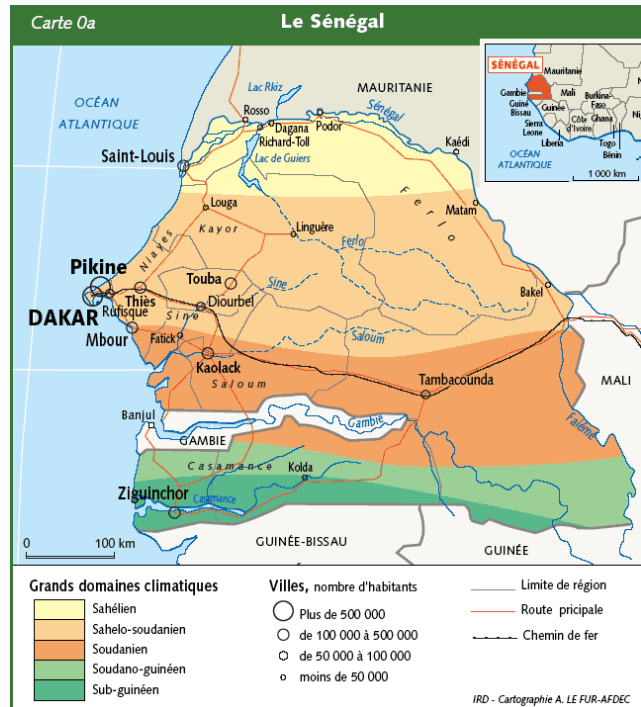 Carte 0a
Le Sénégal
OCÉAN
ATLANTIQUE
Lac Rkiz
MAURITANIE
Rosso
Dagana
Richard-Toll
Podor
Sénégal
Lac de Guiers
Saint-Louis
Kaédi
Louga
Kayor
Linguère
Ferlo
Ferlo
Matam
Niayes
Pikine
Touba
Sine
Thiès
Diourbel
DAKAR
Rufisque
Sine
Bakel
Mbour
Fatick
Saloum
Kaolack
Saloum
Tambacounda
MALI
Banjul
Gambie
GAMBIE
Falémé
Casamance
Kolda
Ziguinchor
Casamance
GUINÉE-BISSAU
GUINÉE
0
100 km
SÉNÉGAL
Mauritanie
Gambie
Mali
Burkina-
Faso
Guiné
Bissau
Guinée
Ghana
Sierra
Leone
Côte
d'Ivoire
Liberia
Togo
Bénin
Ni
OCÉAN
ATLANTIQUE
1 000 km
Grands domaines climatiques
Sahélien
Sahelo-soudanien
Soudanien
Soudano-guinéen
Sub-guinéen
Villes, nombre d'habitants
Plus de 500 000
de 100 000 à 500 000
de 50 000 à 100 000
moins de 50 000
Limite de région
Route pricipale
Chemin de fer
IRD - Cartographie A. LE FUR-AFDEC